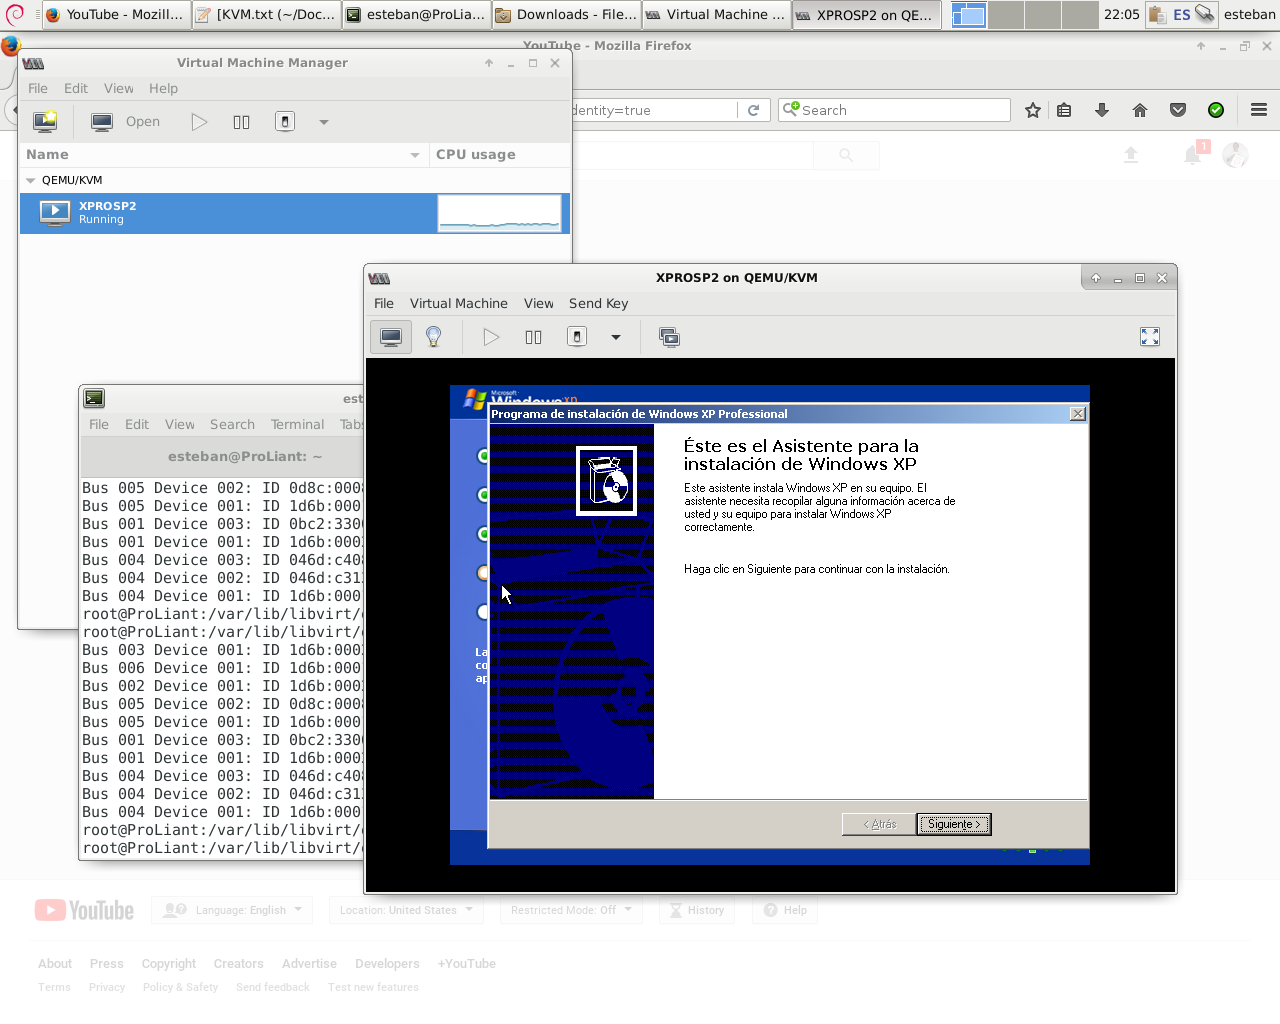 YouTube - Mozill...
[KVM.txt (~/Doc...
esteban@ProLia...
Downloads - File...
Virtual Machine ...
XPROSP2 on QE...
22:05
ES
esteban
YouTube - Mozilla Firefox
dentity=true
Search
1
Virtual Machine Manager
File Edit View Help
Open
Name CPU usage
QEMU/KVM
XPROSP2
Running
XPROSP2 on QEMU/KVM
File Virtual Machine View Send Key
Microsoft
Windows xp
Programa de instalación de Windows XP Professional
Éste es el Asistente para la
instalación de Windows XP
Este asistente instala Windows XP en su equipo. El
asistente necesita recopilar alguna información acerca de
usted y su equipo para instalar Windows XP
correctamente.
Haga clic en Siguiente para continuar con la instalación.
La
co
ap
< Atrás
Siguiente >
est
File Edit View Search Terminal Tabs
esteban@ProLiant: ~
Bus 005 Device 002: ID 0d8c:0008
Bus 005 Device 001: ID 1d6b:000
Bus 001 Device 003: ID 0bc2:3300
Bus 001 Device 001: ID 1d6b:0002
Bus 004 Device 003: ID 046d:c408
Bus 004 Device 002: ID 046d:c31
Bus 004 Device 001: ID 1d6b:000
root@ProLiant:/var/lib/libvirt/
root@ProLiant:/var/lib/libvirt/
Bus 003 Device 001: ID 1d6b:000
Bus 006 Device 001: ID 1d6b:000
Bus 002 Device 001: ID 1d6b:000
Bus 005 Device 002: ID 0d8c:0008
Bus 005 Device 001: ID 1d6b:000
Bus 001 Device 003: ID 0bc2:3300
Bus 001 Device 001: ID 1d6b:0002
Bus 004 Device 003: ID 046d:c408
Bus 004 Device 002: ID 046d:c31
Bus 004 Device 001: ID 1d6b:000
root@ProLiant:/var/lib/libvirt/
root@ProLiant:/var/lib/libvirt/
YouTube
Language: English
Location: United States
Restricted Mode: Off
History
Help
About Press Copyright Creators Advertise Developers +YouTube
Terms Privacy Policy & Safety Send feedback Test new features